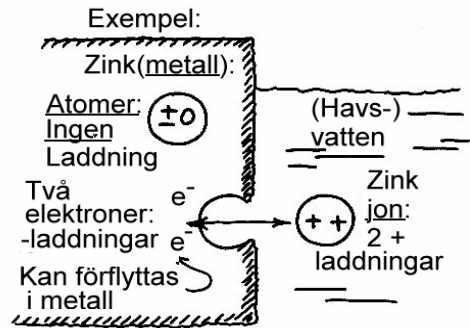 Exempel:
Zink(metall):
Atomer:
Ingen
Laddning
±0
(Havs-)
vatten
Två
elektroner:
-laddningar
e⁻
e⁻
Kan förflyttas
i metall
++
Zink
jon:
2 +
laddningar